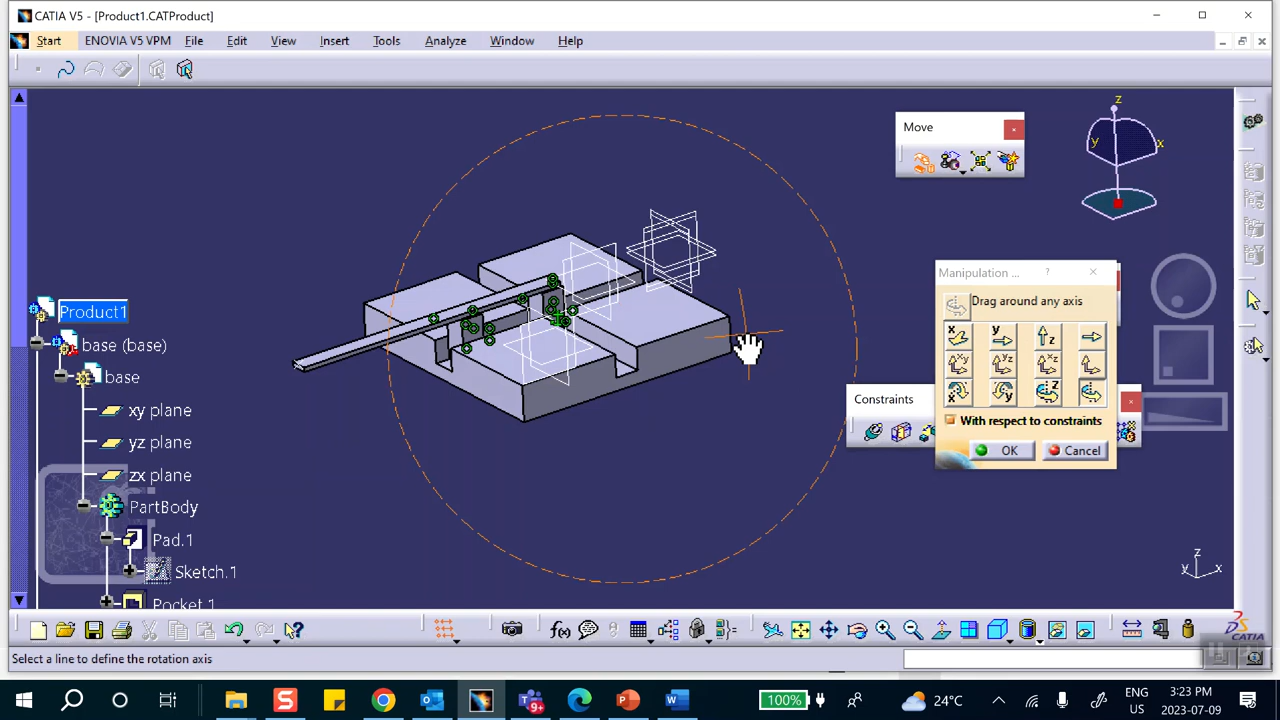 CATIA V5 - [Product1.CATProduct]
Start ENOVIA V5 VPM File Edit View Insert Tools Analyze Window Help
Move
z
y
x
Manipulation ...
Drag around any axis
Product1
base (base)
base
xy plane
yz plane
zx plane
PartBody
Pad.1
Sketch.1
Pocket 1
Constraints
With respect to constraints
OK Cancel
z
y x
f(x)
CATIA
Select a line to define the rotation axis
9+
100%
24°C
ENG
US
3:23 PM
2023-07-09